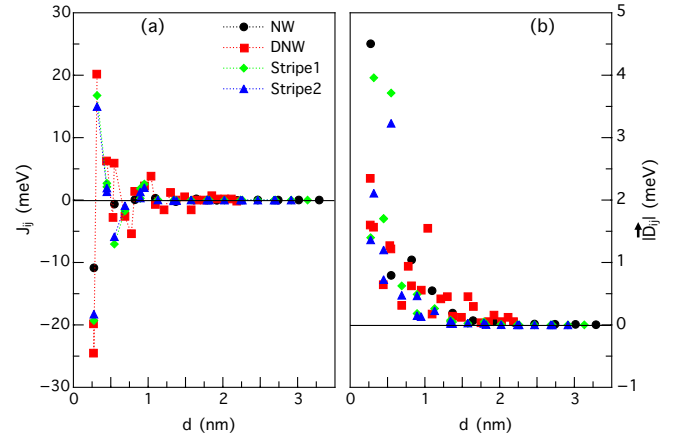 (a)
NW
DNW
Stripe1
Stripe2
30
20
10
0
−10
−20
−30
J_ij (meV)
0 1 2 3
d (nm)
(b)
5
4
3
2
1
0
−1
|D_ij| (meV)
0 1 2 3
d (nm)